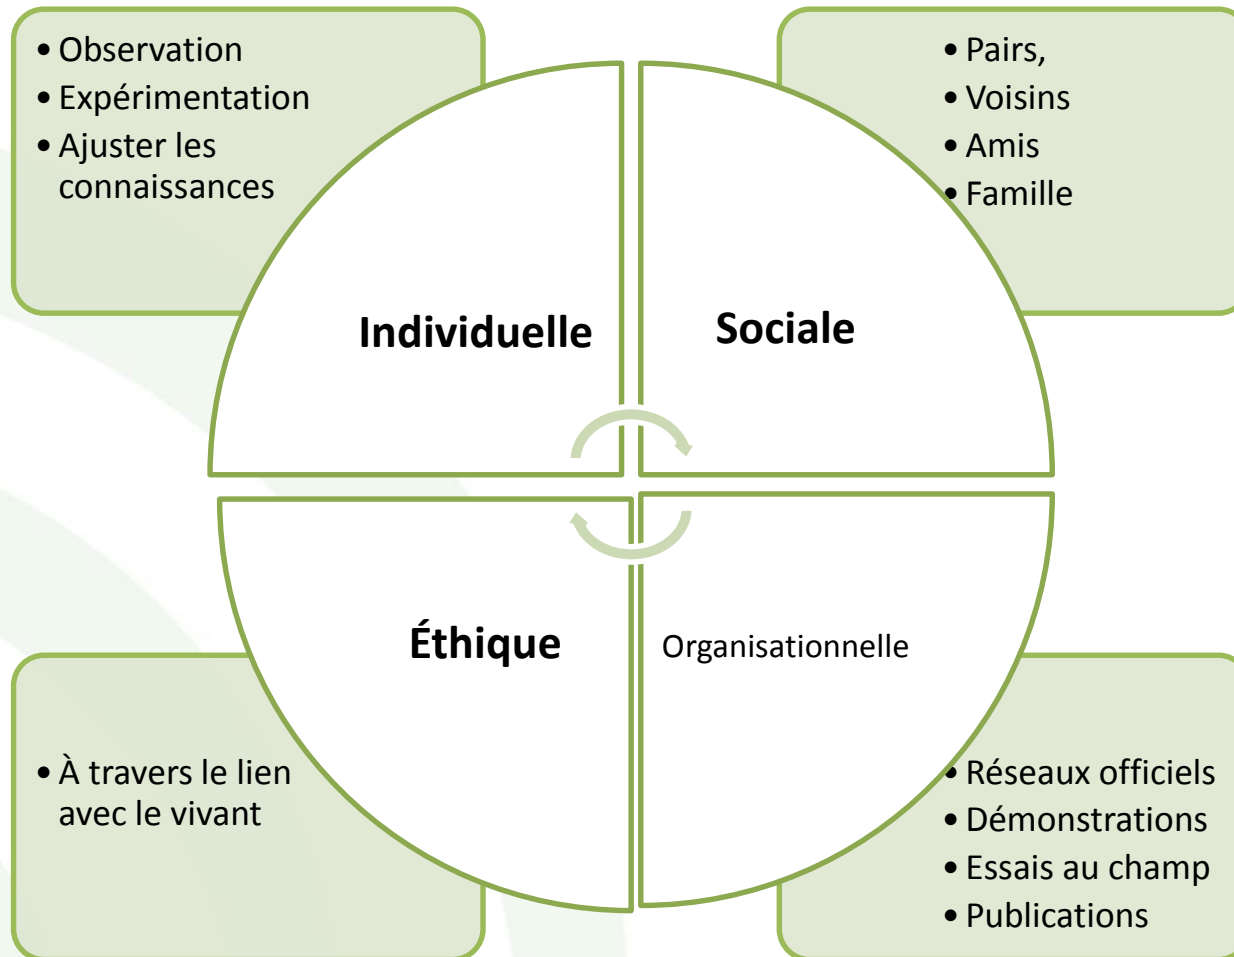 • Observation
• Expérimentation
• Ajuster les
connaissances
• Pairs,
• Voisins
• Amis
• Famille
Individuelle
Sociale
Éthique
Organisationnelle
• À travers le lien
avec le vivant
• Réseaux officiels
• Démonstrations
• Essais au champ
• Publications